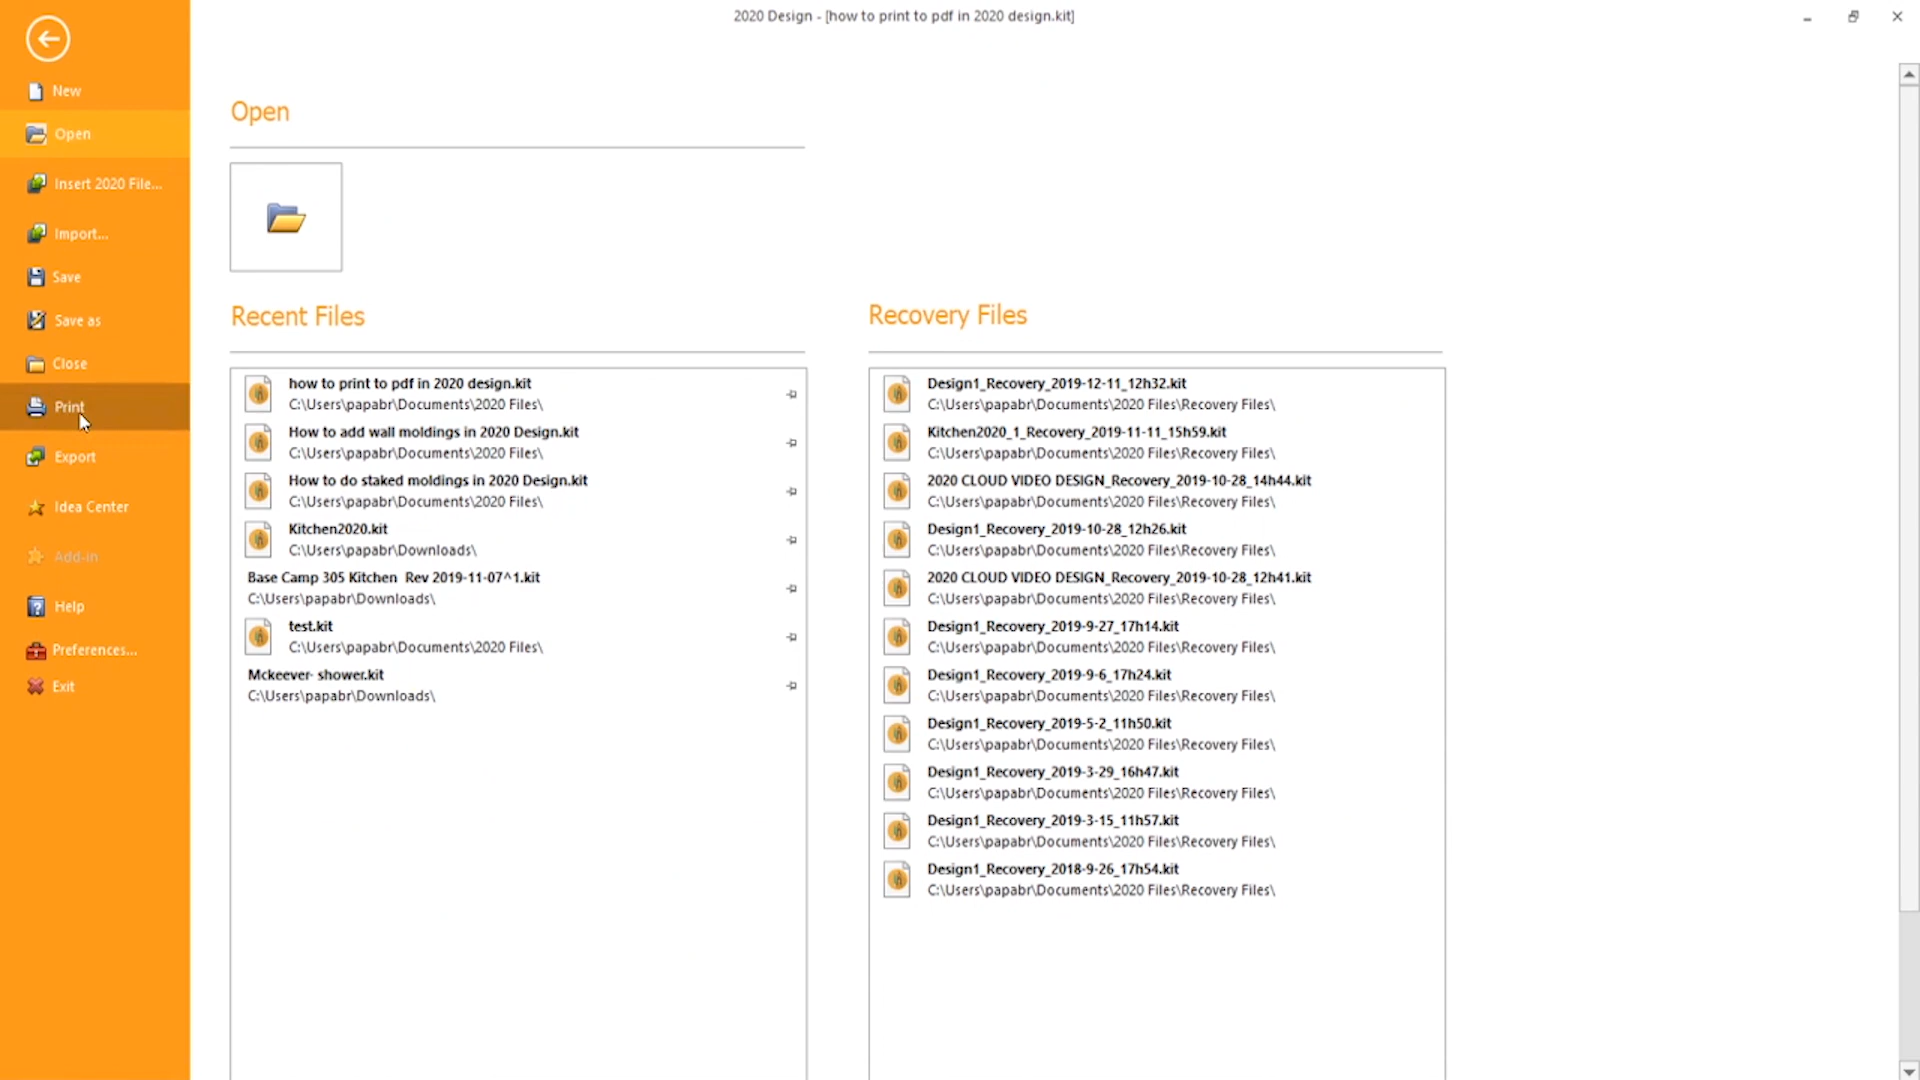 2020 Design - [how to print to pdf in 2020 design.kit]
New
Open
Insert 2020 File...
Import...
Save
Save as
Close
Print
Export
Idea Center
Add-in
Help
Preferences...
Exit
Open
Recent Files
how to print to pdf in 2020 design.kit
C:\Users\papabr\Documents\2020 Files\
How to add wall moldings in 2020 Design.kit
C:\Users\papabr\Documents\2020 Files\
How to do staked moldings in 2020 Design.kit
C:\Users\papabr\Documents\2020 Files\
Kitchen2020.kit
C:\Users\papabr\Downloads\
Base Camp 305 Kitchen  Rev 2019-11-07^1.kit
C:\Users\papabr\Downloads\
test.kit
C:\Users\papabr\Documents\2020 Files\
Mckeever- shower.kit
C:\Users\papabr\Downloads\
Recovery Files
Design1_Recovery_2019-12-11_12h32.kit
C:\Users\papabr\Documents\2020 Files\Recovery Files\
Kitchen2020_1_Recovery_2019-11-11_15h59.kit
C:\Users\papabr\Documents\2020 Files\Recovery Files\
2020 CLOUD VIDEO DESIGN_Recovery_2019-10-28_14h44.kit
C:\Users\papabr\Documents\2020 Files\Recovery Files\
Design1_Recovery_2019-10-28_12h26.kit
C:\Users\papabr\Documents\2020 Files\Recovery Files\
2020 CLOUD VIDEO DESIGN_Recovery_2019-10-28_12h41.kit
C:\Users\papabr\Documents\2020 Files\Recovery Files\
Design1_Recovery_2019-9-27_17h14.kit
C:\Users\papabr\Documents\2020 Files\Recovery Files\
Design1_Recovery_2019-9-6_17h24.kit
C:\Users\papabr\Documents\2020 Files\Recovery Files\
Design1_Recovery_2019-5-2_11h50.kit
C:\Users\papabr\Documents\2020 Files\Recovery Files\
Design1_Recovery_2019-3-29_16h47.kit
C:\Users\papabr\Documents\2020 Files\Recovery Files\
Design1_Recovery_2019-3-15_11h57.kit
C:\Users\papabr\Documents\2020 Files\Recovery Files\
Design1_Recovery_2018-9-26_17h54.kit
C:\Users\papabr\Documents\2020 Files\Recovery Files\